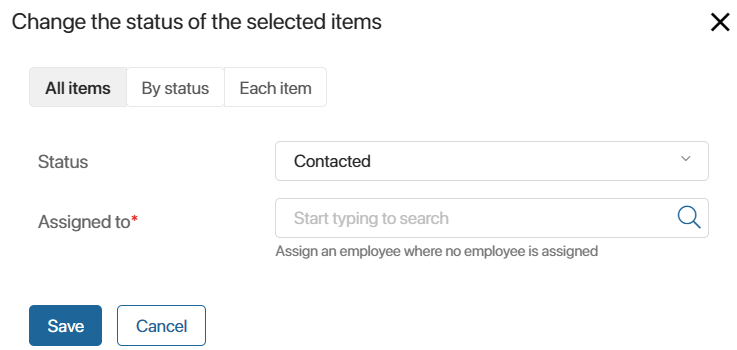 Change the status of the selected items
All items By status Each item
Status Contacted
Assigned to* Start typing to search
Assign an employee where no employee is assigned
Save Cancel